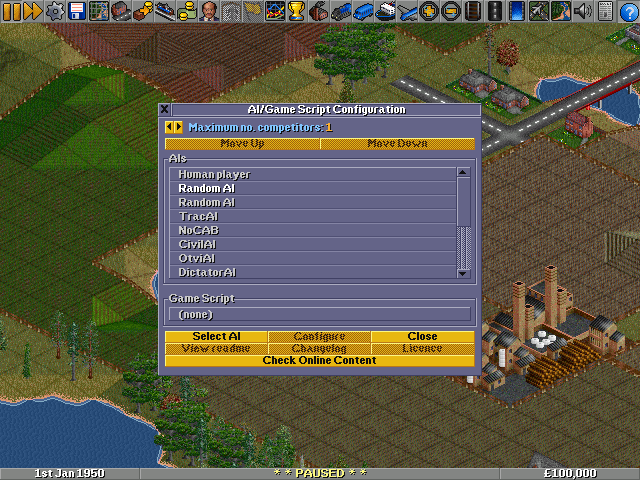 AI/Game Script Configuration
Maximum no. competitors: 1
Move Up
Move Down
AIs
Human player
Random AI
Random AI
TracAI
NoCAB
CivilAI
OtviAI
DictatorAI
Game Script
(none)
Select AI
Configure
Close
View readme
Changelog
Licence
Check Online Content
1st Jan 1950
* * PAUSED * *
£100,000